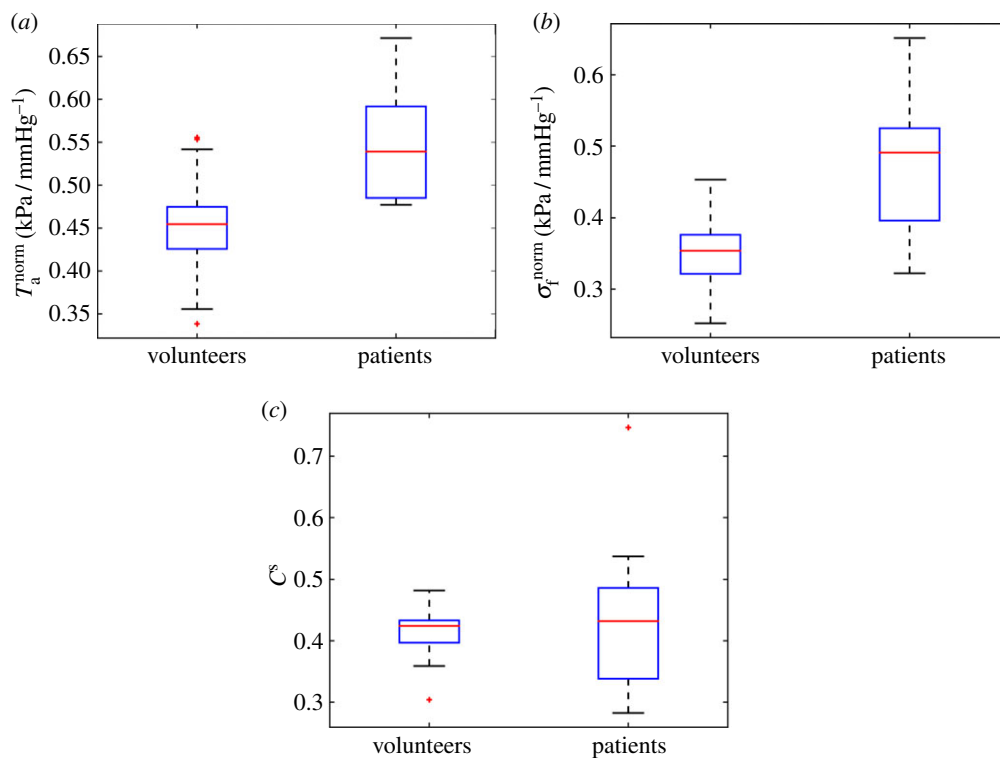 (a)
0.65
0.60
0.55
0.50
0.45
0.40
0.35
T_a^norm (kPa / mmHg⁻¹)
volunteers patients
(b)
0.6
0.5
0.4
0.3
σ_f^norm (kPa / mmHg⁻¹)
volunteers patients
(c)
0.7
0.5
0.4
0.3
C^s
volunteers patients